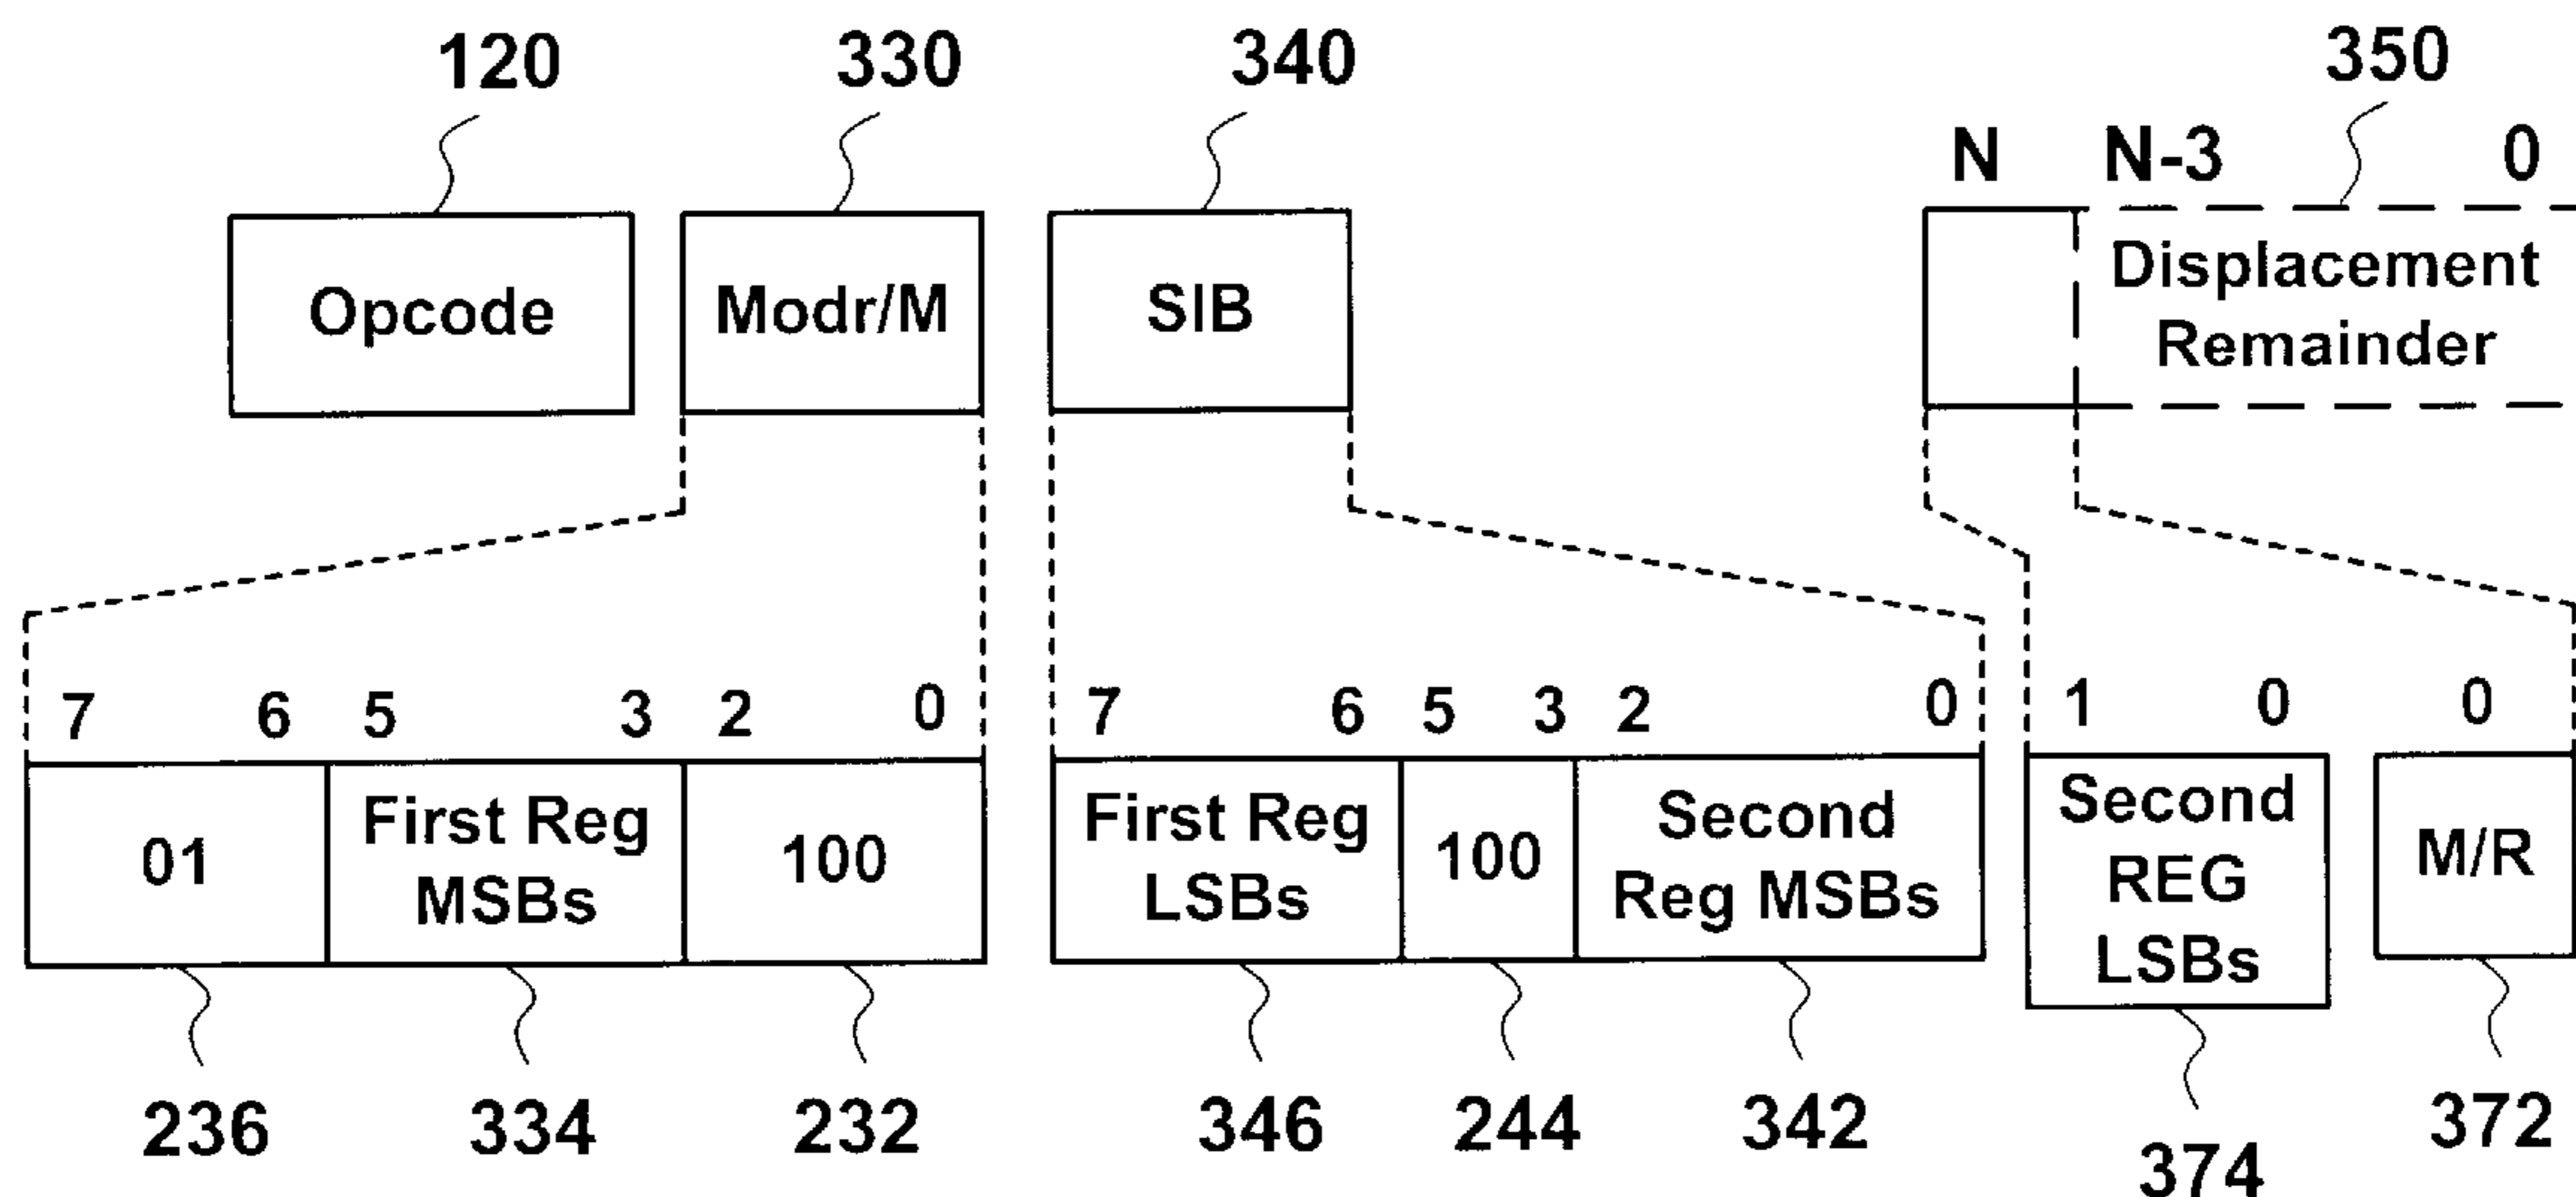 120 330 340 350
N N-3 0
Opcode Modr/M SIB Displacement
Remainder
7 6 5 3 2 0 7 6 5 3 2 0 1 0 0
01 First Reg
MSBs 100 First Reg
LSBs 100 Second
Reg MSBs Second
REG
LSBs M/R
236 334 232 346 244 342 374 372